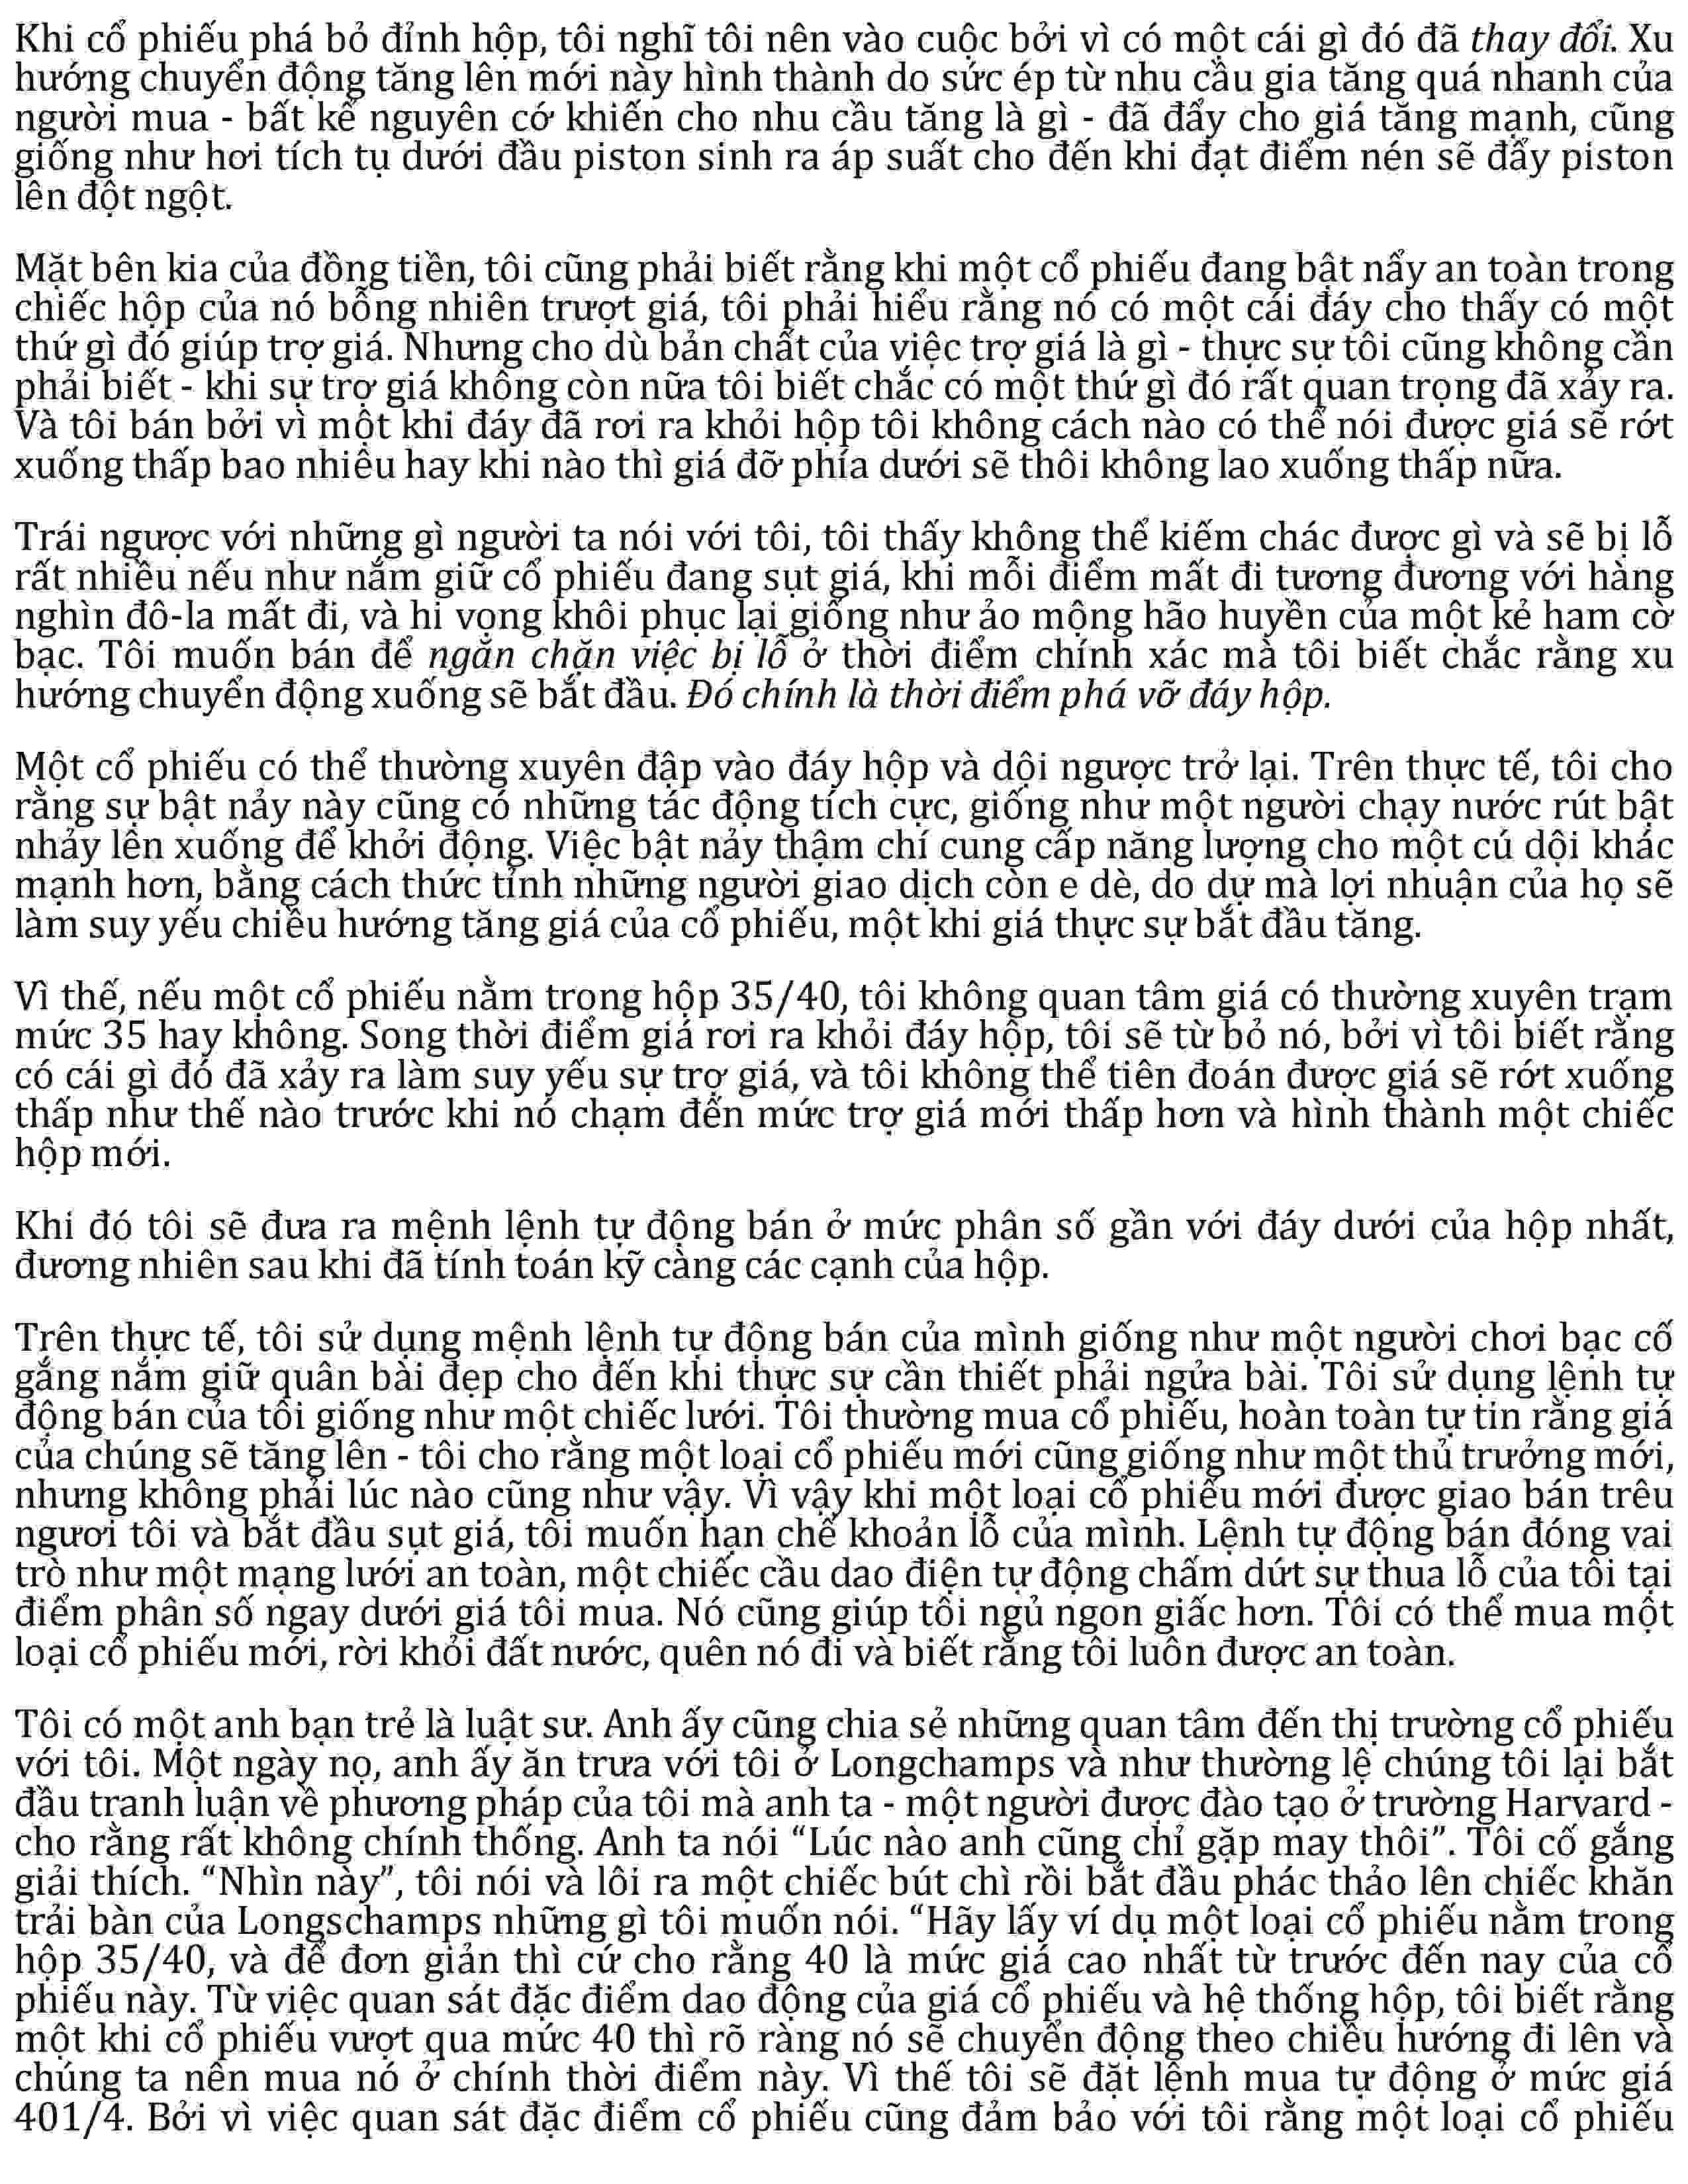 Khi cổ phiếu phá bỏ đỉnh hộp, tôi nghĩ tôi nên vào cuộc bởi vì có một cái gì đó đã thay đổi. Xu
hướng chuyển động tăng lên mới này hình thành do sức ép từ nhu cầu gia tăng quá nhanh của
người mua - bất kể nguyên cớ khiến cho nhu cầu tăng là gì - đã đẩy cho giá tăng mạnh, cũng
giống như hơi tích tụ dưới đầu piston sinh ra áp suất cho đến khi đạt điểm nén sẽ đẩy piston
lên đột ngột.
Mặt bên kia của đồng tiền, tôi cũng phải biết rằng khi một cổ phiếu đang bật nẩy an toàn trong
chiếc hộp của nó bỗng nhiên trượt giá, tôi phải hiểu rằng nó có một cái đáy cho thấy có một
thứ gì đó giúp trợ giá. Nhưng cho dù bản chất của việc trợ giá là gì - thực sự tôi cũng không cần
phải biết - khi sự trợ giá không còn nữa tôi biết chắc có một thứ gì đó rất quan trọng đã xảy ra.
Và tôi bán bởi vì một khi đáy đã rơi ra khỏi hộp tôi không cách nào có thể nói được giá sẽ rớt
xuống thấp bao nhiêu hay khi nào thì giá đỡ phía dưới sẽ thôi không lao xuống thấp nữa.
Trái ngược với những gì người ta nói với tôi, tôi thấy không thể kiếm chác được gì và sẽ bị lỗ
rất nhiều nếu như nắm giữ cổ phiếu đang sụt giá, khi mỗi điểm mất đi tương đương với hàng
nghìn đô-la mất đi, và hi vọng khôi phục lại giống như ảo mộng hão huyền của một kẻ ham cờ
bạc. Tôi muốn bán để ngăn chặn việc bị lỗ ở thời điểm chính xác mà tôi biết chắc rằng xu
hướng chuyển động xuống sẽ bắt đầu. Đó chính là thời điểm phá vỡ đáy hộp.
Một cổ phiếu có thể thường xuyên đập vào đáy hộp và dội ngược trở lại. Trên thực tế, tôi cho
rằng sự bật nảy này cũng có những tác động tích cực, giống như một người chạy nước rút bật
nhảy lên xuống để khởi động. Việc bật nảy thậm chí cung cấp năng lượng cho một cú dội khác
mạnh hơn, bằng cách thức tỉnh những người giao dịch còn e dè, do dự mà lợi nhuận của họ sẽ
làm suy yếu chiều hướng tăng giá của cổ phiếu, một khi giá thực sự bắt đầu tăng.
Vì thế, nếu một cổ phiếu nằm trong hộp 35/40, tôi không quan tâm giá có thường xuyên trạm
mức 35 hay không. Song thời điểm giá rơi ra khỏi đáy hộp, tôi sẽ từ bỏ nó, bởi vì tôi biết rằng
có cái gì đó đã xảy ra làm suy yếu sự trợ giá, và tôi không thể tiên đoán được giá sẽ rớt xuống
thấp như thế nào trước khi nó chạm đến mức trợ giá mới thấp hơn và hình thành một chiếc
hộp mới.
Khi đó tôi sẽ đưa ra mệnh lệnh tự động bán ở mức phân số gần với đáy dưới của hộp nhất,
đương nhiên sau khi đã tính toán kỹ càng các cạnh của hộp.
Trên thực tế, tôi sử dụng mệnh lệnh tự động bán của mình giống như một người chơi bạc cố
gắng nắm giữ quân bài đẹp cho đến khi thực sự cần thiết phải ngửa bài. Tôi sử dụng lệnh tự
động bán của tôi giống như một chiếc lưới. Tôi thường mua cổ phiếu, hoàn toàn tự tin rằng giá
của chúng sẽ tăng lên - tôi cho rằng một loại cổ phiếu mới cũng giống như một thủ trưởng mới,
nhưng không phải lúc nào cũng như vậy. Vì vậy khi một loại cổ phiếu mới được giao bán trêu
ngươi tôi và bắt đầu sụt giá, tôi muốn hạn chế khoản lỗ của mình. Lệnh tự động bán đóng vai
trò như một mạng lưới an toàn, một chiếc cầu dao điện tự động chấm dứt sự thua lỗ của tôi tại
điểm phân số ngay dưới giá tôi mua. Nó cũng giúp tôi ngủ ngon giấc hơn. Tôi có thể mua một
loại cổ phiếu mới, rời khỏi đất nước, quên nó đi và biết rằng tôi luôn được an toàn.
Tôi có một anh bạn trẻ là luật sư. Anh ấy cũng chia sẻ những quan tâm đến thị trường cổ phiếu
với tôi. Một ngày nọ, anh ấy ăn trưa với tôi ở Longchamps và như thường lệ chúng tôi lại bắt
đầu tranh luận về phương pháp của tôi mà anh ta - một người được đào tạo ở trường Harvard -
cho rằng rất không chính thống. Anh ta nói “Lúc nào anh cũng chỉ gặp may thôi”. Tôi cố gắng
giải thích. “Nhìn này”, tôi nói và lôi ra một chiếc bút chì rồi bắt đầu phác thảo lên chiếc khăn
trải bàn của Longschamps những gì tôi muốn nói. “Hãy lấy ví dụ một loại cổ phiếu nằm trong
hộp 35/40, và để đơn giản thì cứ cho rằng 40 là mức giá cao nhất từ trước đến nay của cổ
phiếu này. Từ việc quan sát đặc điểm dao động của giá cổ phiếu và hệ thống hộp, tôi biết rằng
một khi cổ phiếu vượt qua mức 40 thì rõ ràng nó sẽ chuyển động theo chiều hướng đi lên và
chúng ta nên mua nó ở chính thời điểm này. Vì thế tôi sẽ đặt lệnh mua tự động ở mức giá
401/4. Bởi vì việc quan sát đặc điểm cổ phiếu cũng đảm bảo với tôi rằng một loại cổ phiếu